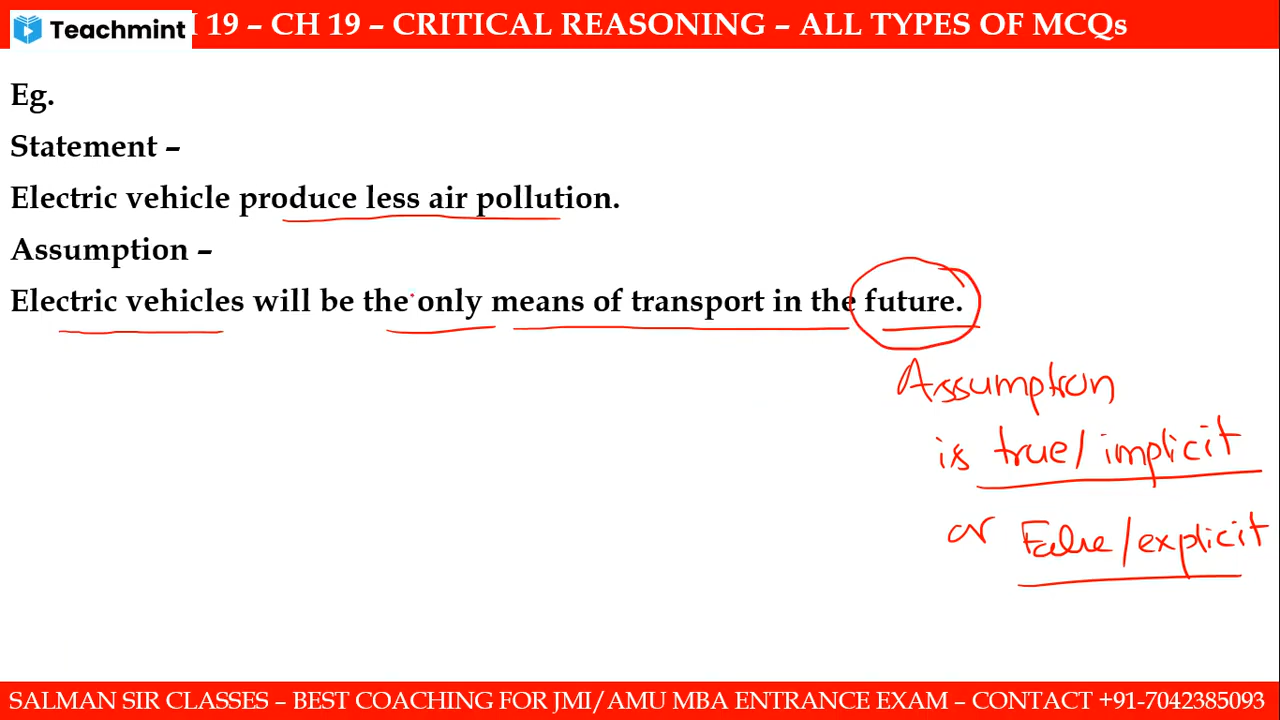 Teachmint
19 – CH 19 – CRITICAL REASONING – ALL TYPES OF MCQs
Eg.
Statement –
Electric vehicle produce less air pollution.
Assumption –
Electric vehicles will be the only means of transport in the future.
Assumption
is true/ implicit
or False/explicit
SALMAN SIR CLASSES – BEST COACHING FOR JMI/AMU MBA ENTRANCE EXAM – CONTACT +91-7042385093